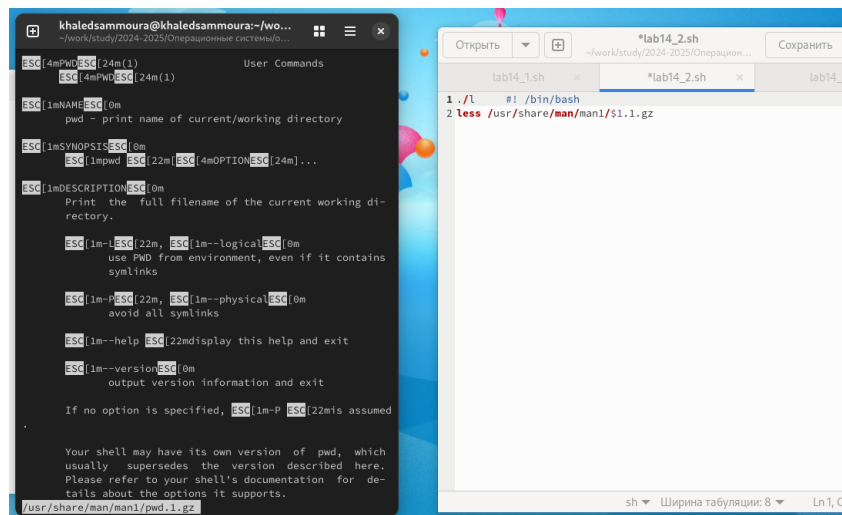 khaledsammoura@khaledsammoura:~/wo...
~/work/study/2024-2025/Операционные системы/о...
ESC[4mPWDESC[24m(1) User Commands
ESC[4mPWDESC[24m(1)
ESC[1mNAMEESC[0m
pwd - print name of current/working directory
ESC[1mSYNOPSISESC[0m
ESC[1mpwd ESC[22m[ESC[4mOPTIONESC[24m]...
ESC[1mDESCRIPTIONESC[0m
Print the full filename of the current working di-
rectory.
ESC[1m-LESC[22m, ESC[1m--logicalESC[0m
use PWD from environment, even if it contains
symlinks
ESC[1m-PESC[22m, ESC[1m--physicalESC[0m
avoid all symlinks
ESC[1m--help ESC[22mdisplay this help and exit
ESC[1m--versionESC[0m
output version information and exit
If no option is specified, ESC[1m-P ESC[22mis assumed
.
Your shell may have its own version of pwd, which
usually supersedes the version described here.
Please refer to your shell's documentation for de-
tails about the options it supports.
/usr/share/man/man1/pwd.1.gz
Открыть
*lab14_2.sh
~/work/study/2024-2025/Операцион...
Сохранить
lab14_1.sh × *lab14_2.sh × lab14_
1 ./l #! /bin/bash
2 less /usr/share/man/man1/$1.1.gz
sh Ширина табуляции: 8 Ln 1, C